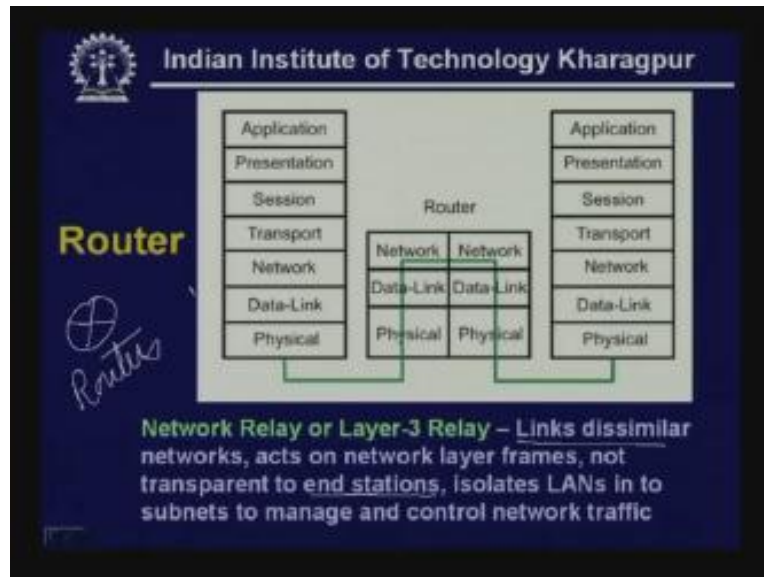 Indian Institute of Technology Kharagpur
Application
Presentation
Session
Transport
Network
Data-Link
Physical
Router
Network Network
Data-Link Data-Link
Physical Physical
Application
Presentation
Session
Transport
Network
Data-Link
Physical
Router
Routers
Network Relay or Layer-3 Relay – Links dissimilar
networks, acts on network layer frames, not
transparent to end stations, isolates LANs in to
subnets to manage and control network traffic